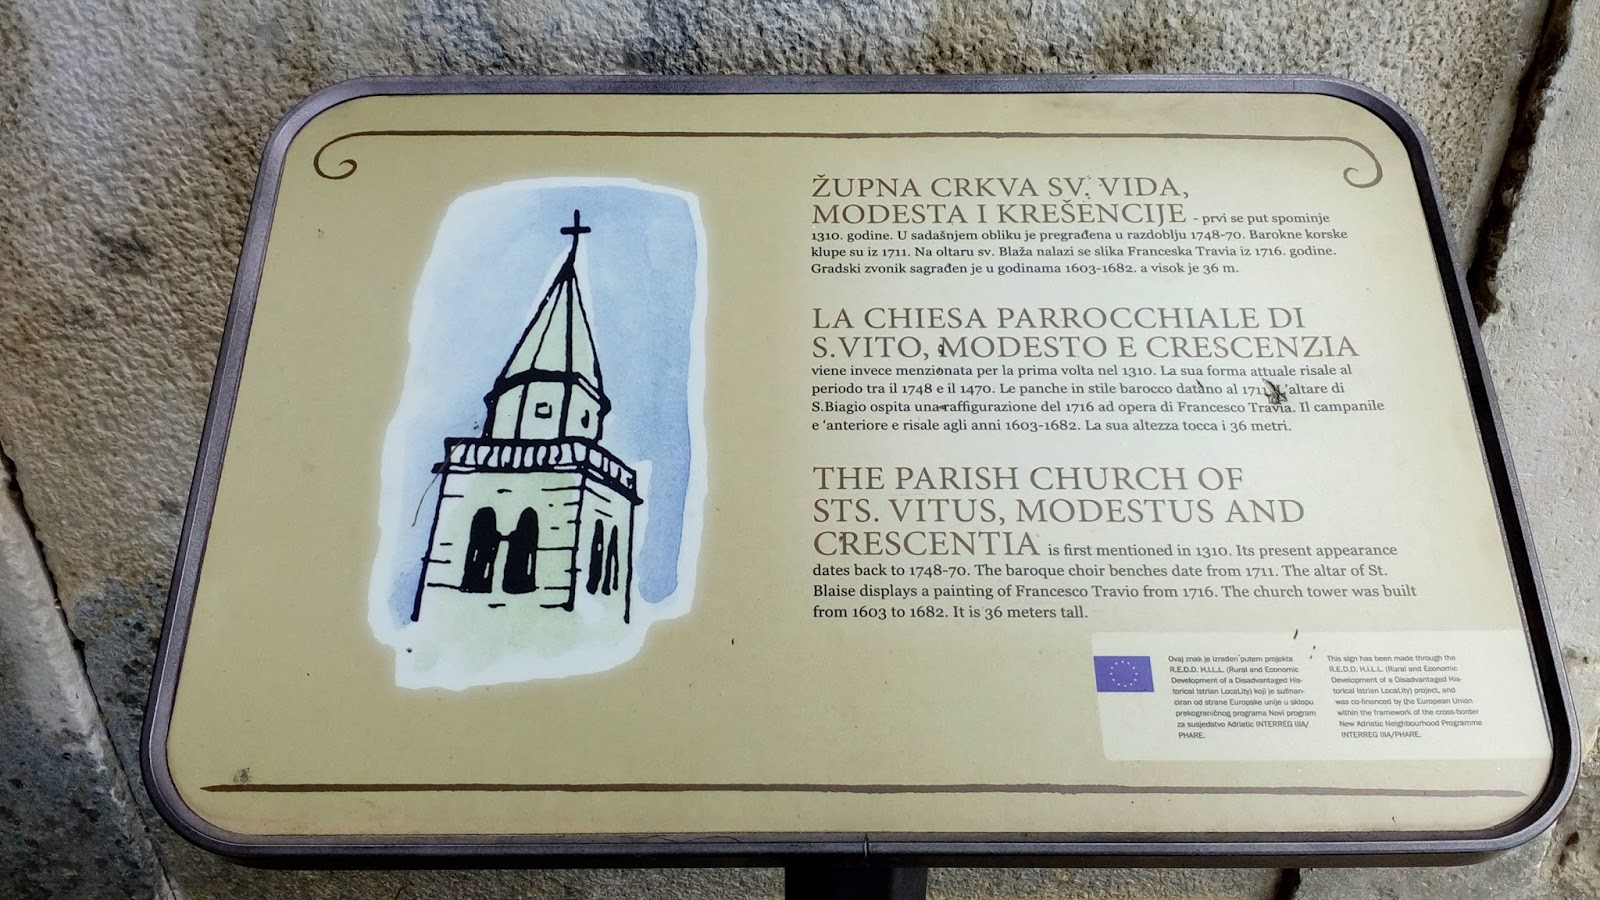 ŽUPNA CRKVA SV. VIDA,
MODESTA I KREŠENCIJE - prvi se put spominje
1310. godine. U sadašnjem obliku je pregrađena u razdoblju 1748-70. Barokne korske
klupe su iz 1711. Na oltaru sv. Blaža nalazi se slika Franceska Travia iz 1716. godine.
Gradski zvonik sagrađen je u godinama 1603-1682. a visok je 36 m.
LA CHIESA PARROCCHIALE DI
S.VITO, MODESTO E CRESCENZIA
viene invece menzionata per la prima volta nel 1310. La sua forma attuale risale al
periodo tra il 1748 e il 1470. Le panche in stile barocco datano al 1711. L'altare di
S.Biagio ospita una raffigurazione del 1716 ad opera di Francesco Travia. Il campanile
e 'anteriore e risale agli anni 1603-1682. La sua altezza tocca i 36 metri.
THE PARISH CHURCH OF
STS. VITUS, MODESTUS AND
CRESCENTIA is first mentioned in 1310. Its present appearance
dates back to 1748-70. The baroque choir benches date from 1711. The altar of St.
Blaise displays a painting of Francesco Travio from 1716. The church tower was built
from 1603 to 1682. It is 36 meters tall.
Ovaj znak je izrađen putem projekta
R.E.D.D. H.I.L.L. (Rural and Economic
Development of a Disadvantaged His-
torical Istrian LocaLity) koji je sufinan-
ciran od strane Europske unije u sklopu
prekograničnog programa Novi program
za susjedstvo Adriatic INTERREG IIIA/
PHARE.
This sign has been made through the
R.E.D.D. H.I.L.L. (Rural and Economic
Development of a Disadvantaged His-
torical Istrian LocaLity) project, and
was co-financed by the European Union
within the framework of the cross-border
New Adriatic Neighbourhood Programme
INTERREG IIIA/PHARE.